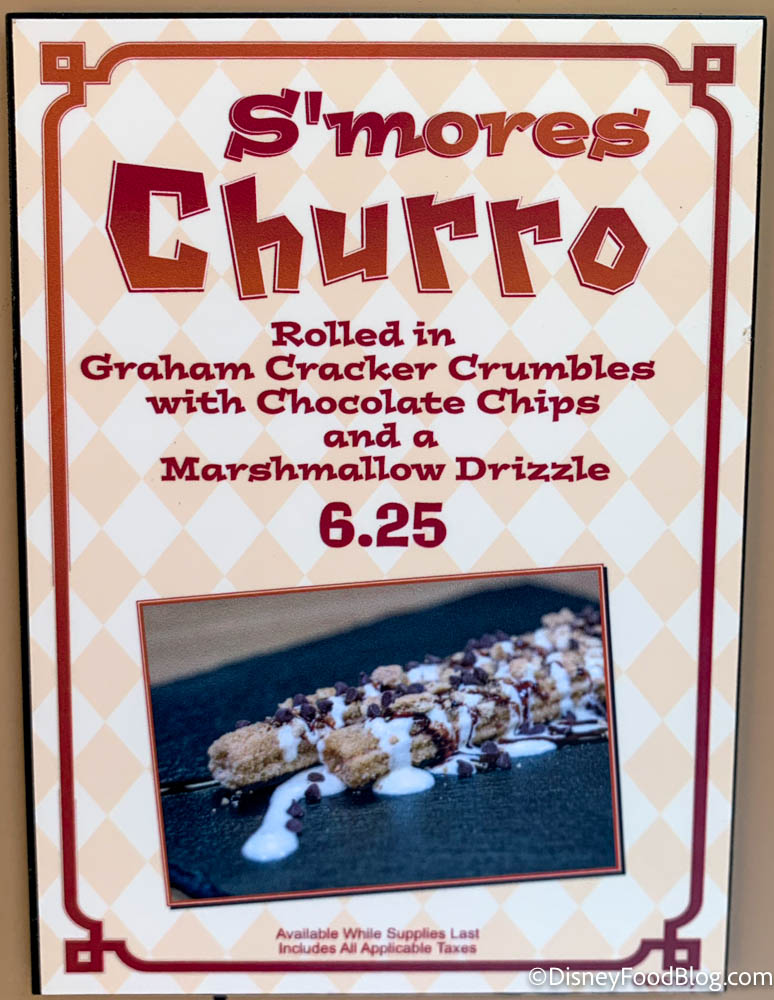 S'mores
Churro
Rolled in
Graham Cracker Crumbles
with Chocolate Chips
and a
Marshmallow Drizzle
6.25
Available While Supplies Last
Includes All Applicable Taxes
©DisneyFoodBlog.com